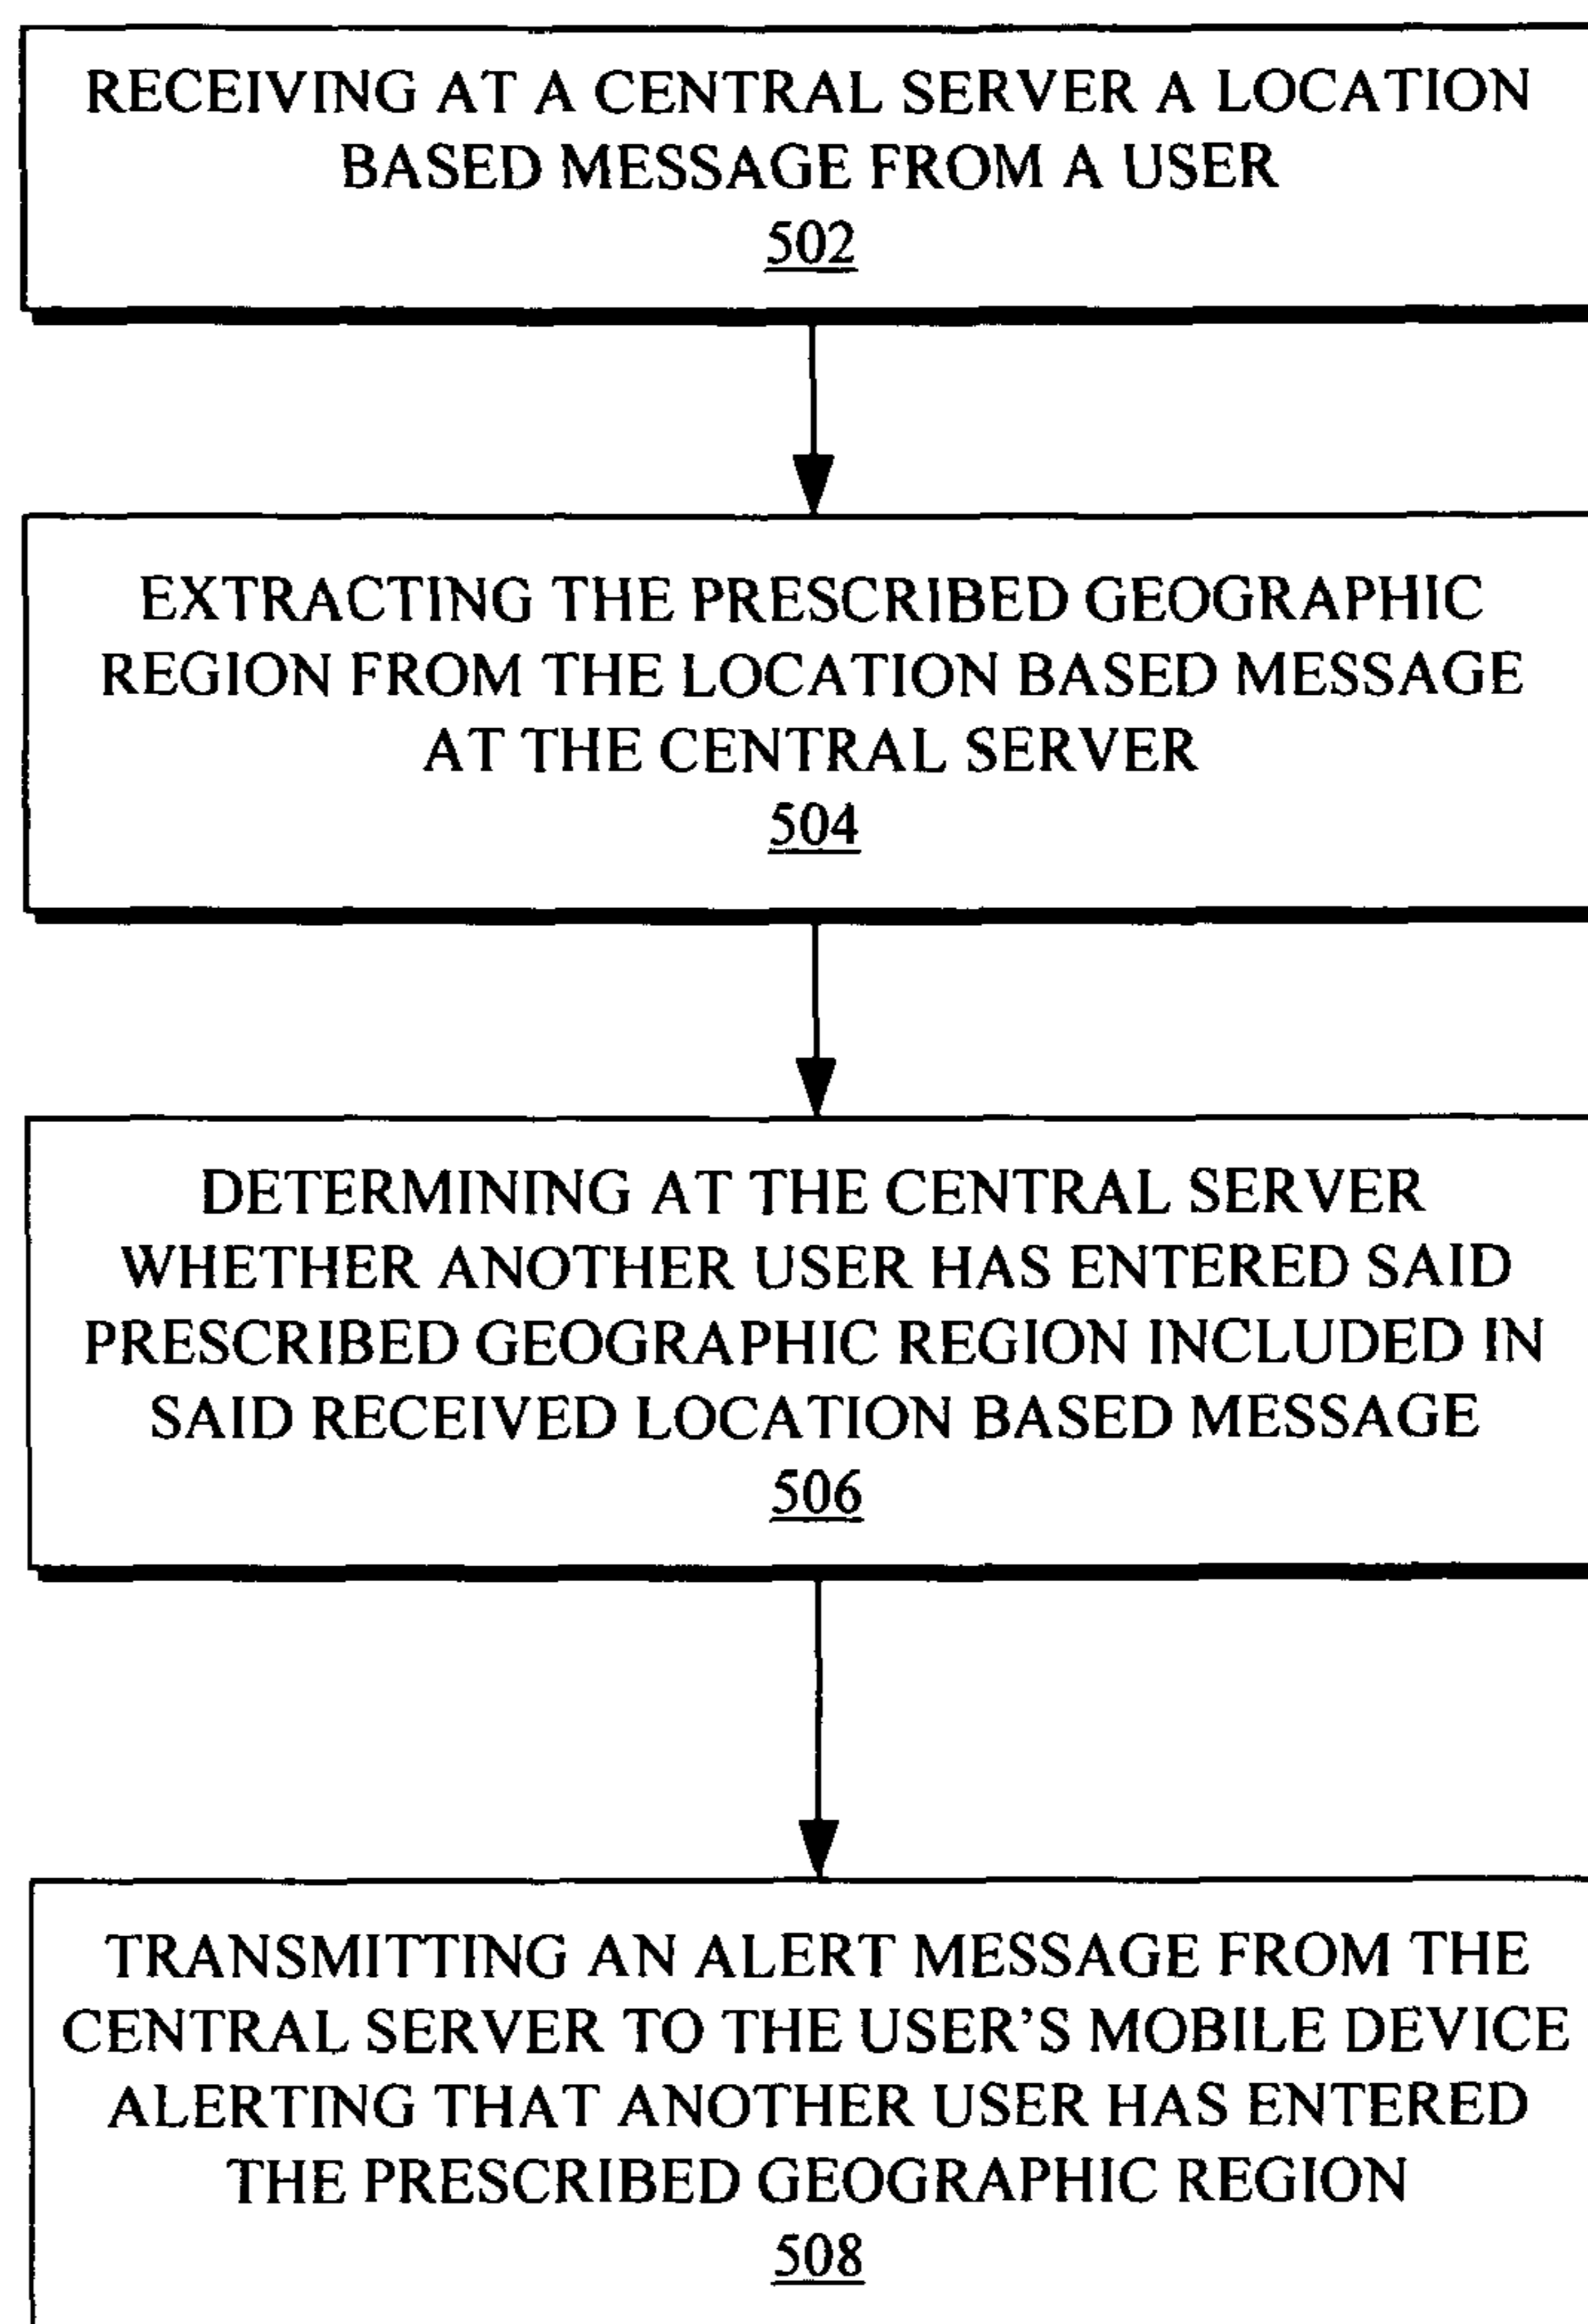 RECEIVING AT A CENTRAL SERVER A LOCATION
BASED MESSAGE FROM A USER
502
EXTRACTING THE PRESCRIBED GEOGRAPHIC
REGION FROM THE LOCATION BASED MESSAGE
AT THE CENTRAL SERVER
504
DETERMINING AT THE CENTRAL SERVER
WHETHER ANOTHER USER HAS ENTERED SAID
PRESCRIBED GEOGRAPHIC REGION INCLUDED IN
SAID RECEIVED LOCATION BASED MESSAGE
506
TRANSMITTING AN ALERT MESSAGE FROM THE
CENTRAL SERVER TO THE USER'S MOBILE DEVICE
ALERTING THAT ANOTHER USER HAS ENTERED
THE PRESCRIBED GEOGRAPHIC REGION
508